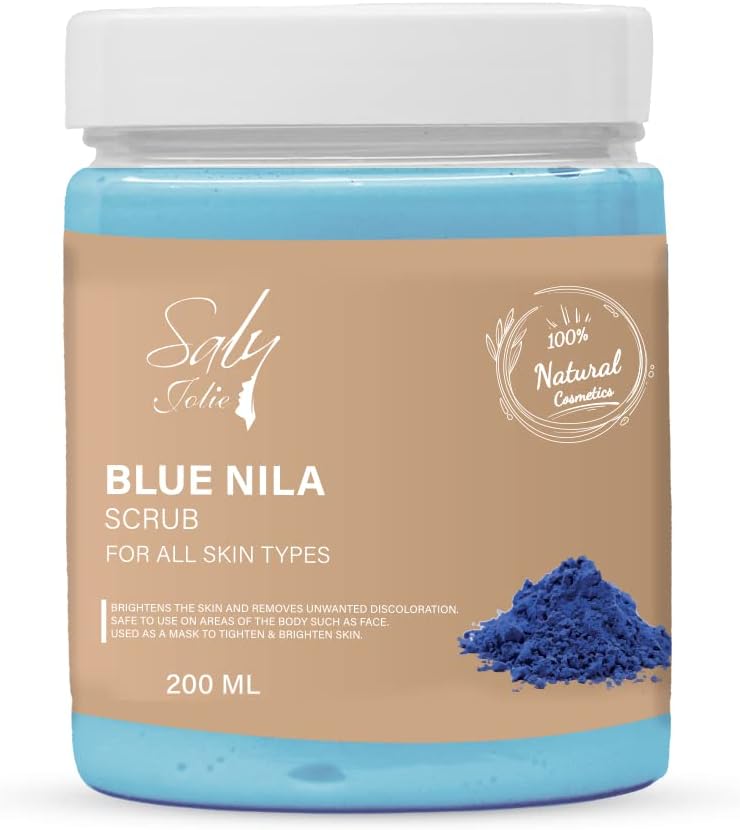 Saly
Jolie
100%
Natural
Cosmetics
BLUE NILA
SCRUB
FOR ALL SKIN TYPES
BRIGHTENS THE SKIN AND REMOVES UNWANTED DISCOLORATION.
SAFE TO USE ON AREAS OF THE BODY SUCH AS FACE.
USED AS A MASK TO TIGHTEN & BRIGHTEN SKIN.
200 ML